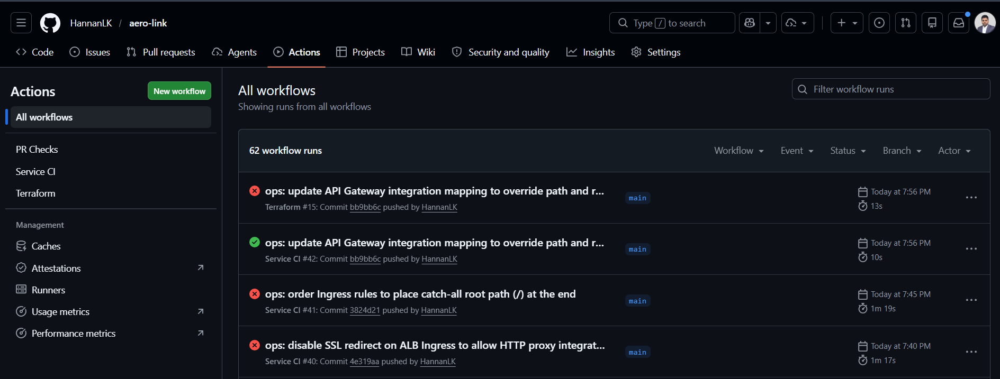 HannanLK / aero-link
Type / to search
Code
Issues
Pull requests
Agents
Actions
Projects
Wiki
Security and quality
Insights
Settings
Actions
New workflow
All workflows
PR Checks
Service CI
Terraform
Management
Caches
Attestations
Runners
Usage metrics
Performance metrics
All workflows
Showing runs from all workflows
Filter workflow runs
62 workflow runs
Workflow
Event
Status
Branch
Actor
ops: update API Gateway integration mapping to override path and r...
Terraform #15: Commit bb9bb6c pushed by HannanLK
main
Today at 7:56 PM
13s
ops: update API Gateway integration mapping to override path and r...
Service CI #42: Commit bb9bb6c pushed by HannanLK
main
Today at 7:56 PM
10s
ops: order Ingress rules to place catch-all root path (/) at the end
Service CI #41: Commit 3824d21 pushed by HannanLK
main
Today at 7:45 PM
1m 19s
ops: disable SSL redirect on ALB Ingress to allow HTTP proxy integrat...
Service CI #40: Commit 4e319aa pushed by HannanLK
main
Today at 7:40 PM
1m 17s